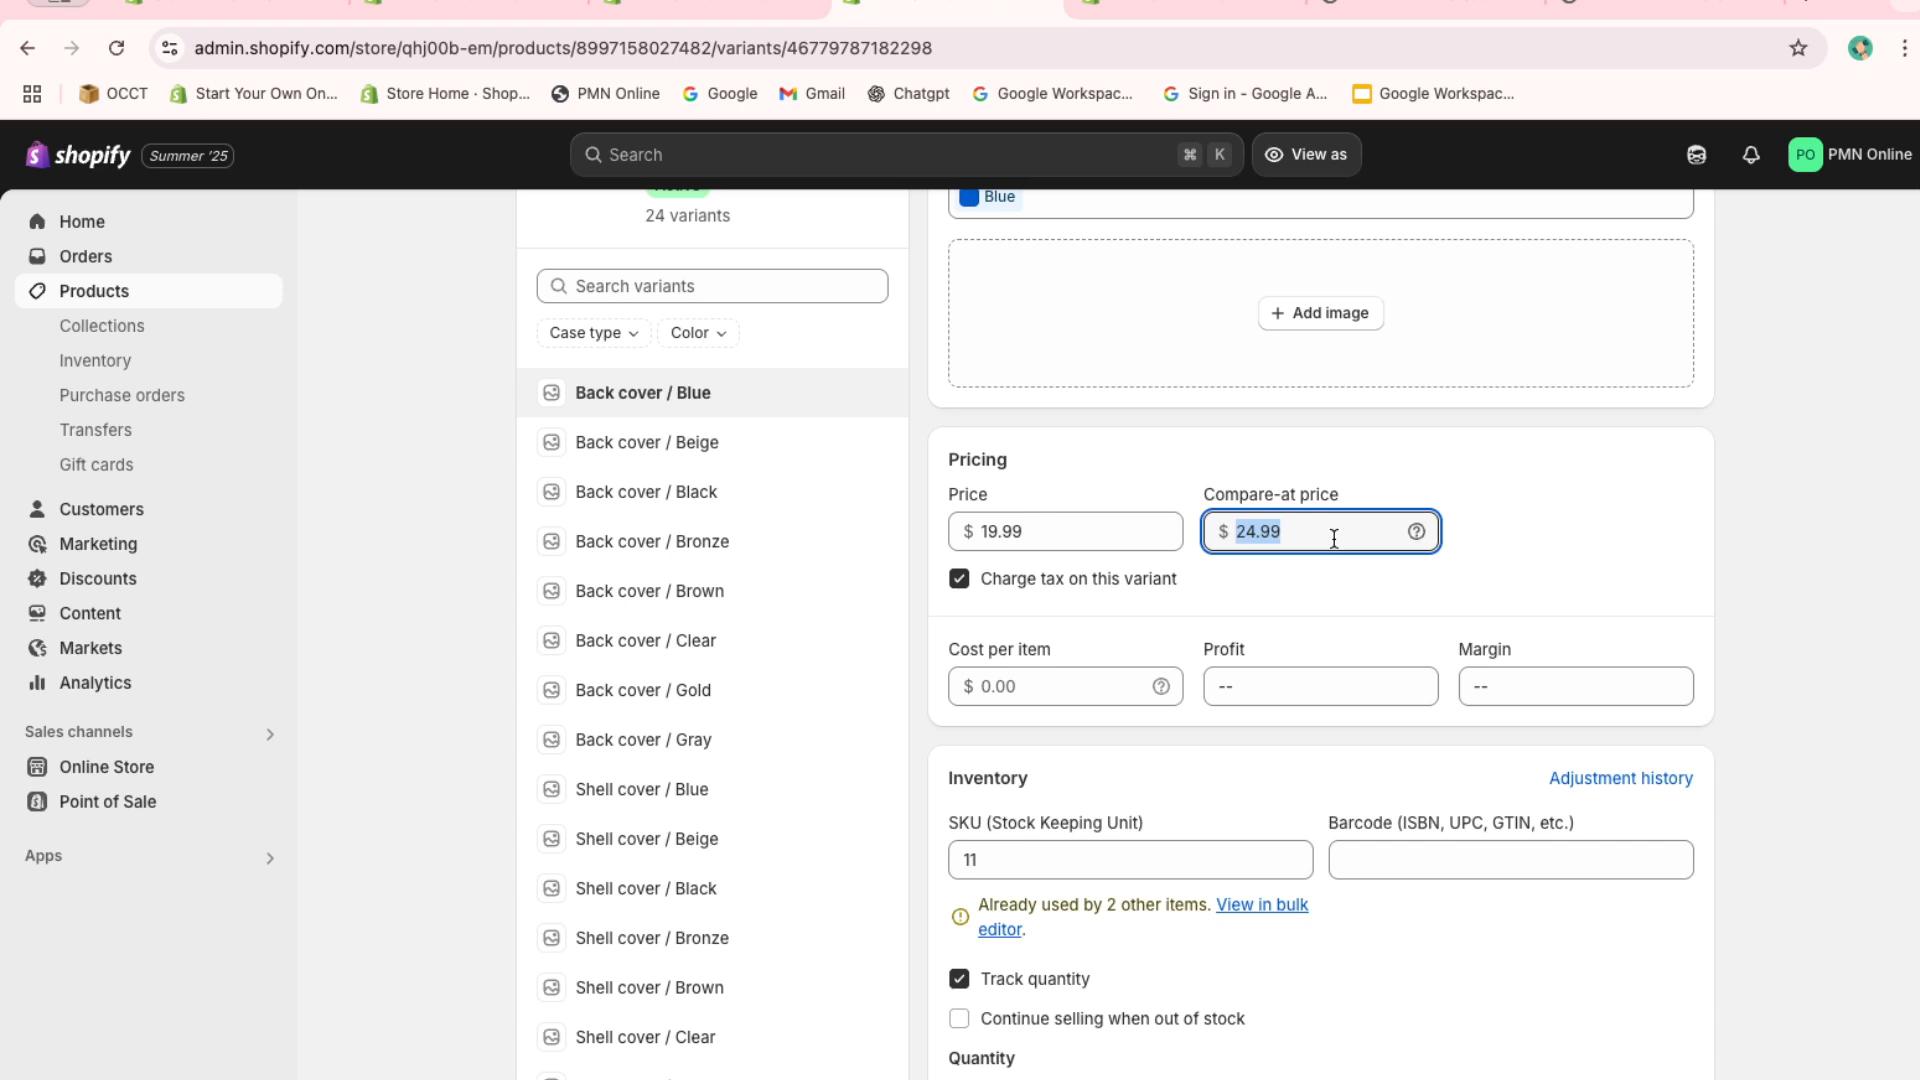 admin.shopify.com/store/qhj00b-em/products/8997158027482/variants/46779787182298
OCCT
Start Your Own On...
Store Home · Shop...
PMN Online
Google
Gmail
Chatgpt
Google Workspac...
Sign in - Google A...
Google Workspac...
shopify
Summer '25
Search
⌘ K
View as
PO
PMN Online
Home
Orders
Products
Collections
Inventory
Purchase orders
Transfers
Gift cards
Customers
Marketing
Discounts
Content
Markets
Analytics
Sales channels
Online Store
Point of Sale
Apps
24 variants
Search variants
Case type
Color
Back cover / Blue
Back cover / Beige
Back cover / Black
Back cover / Bronze
Back cover / Brown
Back cover / Clear
Back cover / Gold
Back cover / Gray
Shell cover / Blue
Shell cover / Beige
Shell cover / Black
Shell cover / Bronze
Shell cover / Brown
Shell cover / Clear
Blue
+ Add image
Pricing
Price
Compare-at price
$ 19.99
$ 24.99
Charge tax on this variant
Cost per item
Profit
Margin
$ 0.00
--
--
Inventory
Adjustment history
SKU (Stock Keeping Unit)
Barcode (ISBN, UPC, GTIN, etc.)
11
Already used by 2 other items. View in bulk
editor.
Track quantity
Continue selling when out of stock
Quantity